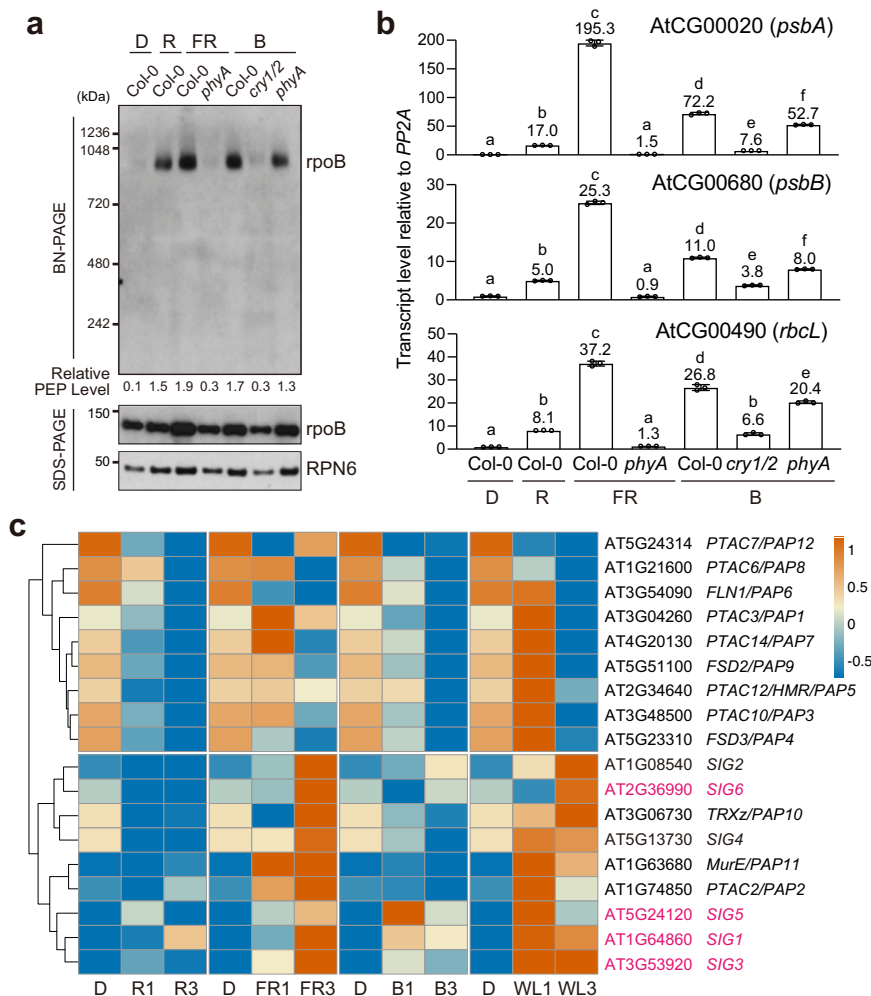 a
D R FR B
Col-0 Col-0 Col-0 phyA Col-0 cry1/2 phyA
(kDa)
1236
1048
720
480
242
rpoB
BN-PAGE
Relative
PEP Level 0.1 1.5 1.9 0.3 1.7 0.3 1.3
150
rpoB
50
RPN6
SDS-PAGE
b
Transcript level relative to PP2A
AtCG00020 (psbA)
200
150
100
50
0
a b c a d e f
17.0 195.3 1.5 72.2 7.6 52.7
AtCG00680 (psbB)
30
20
10
0
a b c a d e f
5.0 25.3 0.9 11.0 3.8 8.0
AtCG00490 (rbcL)
50
40
30
20
10
0
a b c a d b e
8.1 37.2 1.3 26.8 6.6 20.4
Col-0 Col-0 Col-0 phyA Col-0 cry1/2 phyA
D R FR B
c
AT5G24314 PTAC7/PAP12
AT1G21600 PTAC6/PAP8
AT3G54090 FLN1/PAP6
AT3G04260 PTAC3/PAP1
AT4G20130 PTAC14/PAP7
AT5G51100 FSD2/PAP9
AT2G34640 PTAC12/HMR/PAP5
AT3G48500 PTAC10/PAP3
AT5G23310 FSD3/PAP4
AT1G08540 SIG2
AT2G36990 SIG6
AT3G06730 TRXz/PAP10
AT5G13730 SIG4
AT1G63680 MurE/PAP11
AT1G74850 PTAC2/PAP2
AT5G24120 SIG5
AT1G64860 SIG1
AT3G53920 SIG3
D R1 R3 D FR1 FR3 D B1 B3 D WL1 WL3
1
0.5
0
-0.5